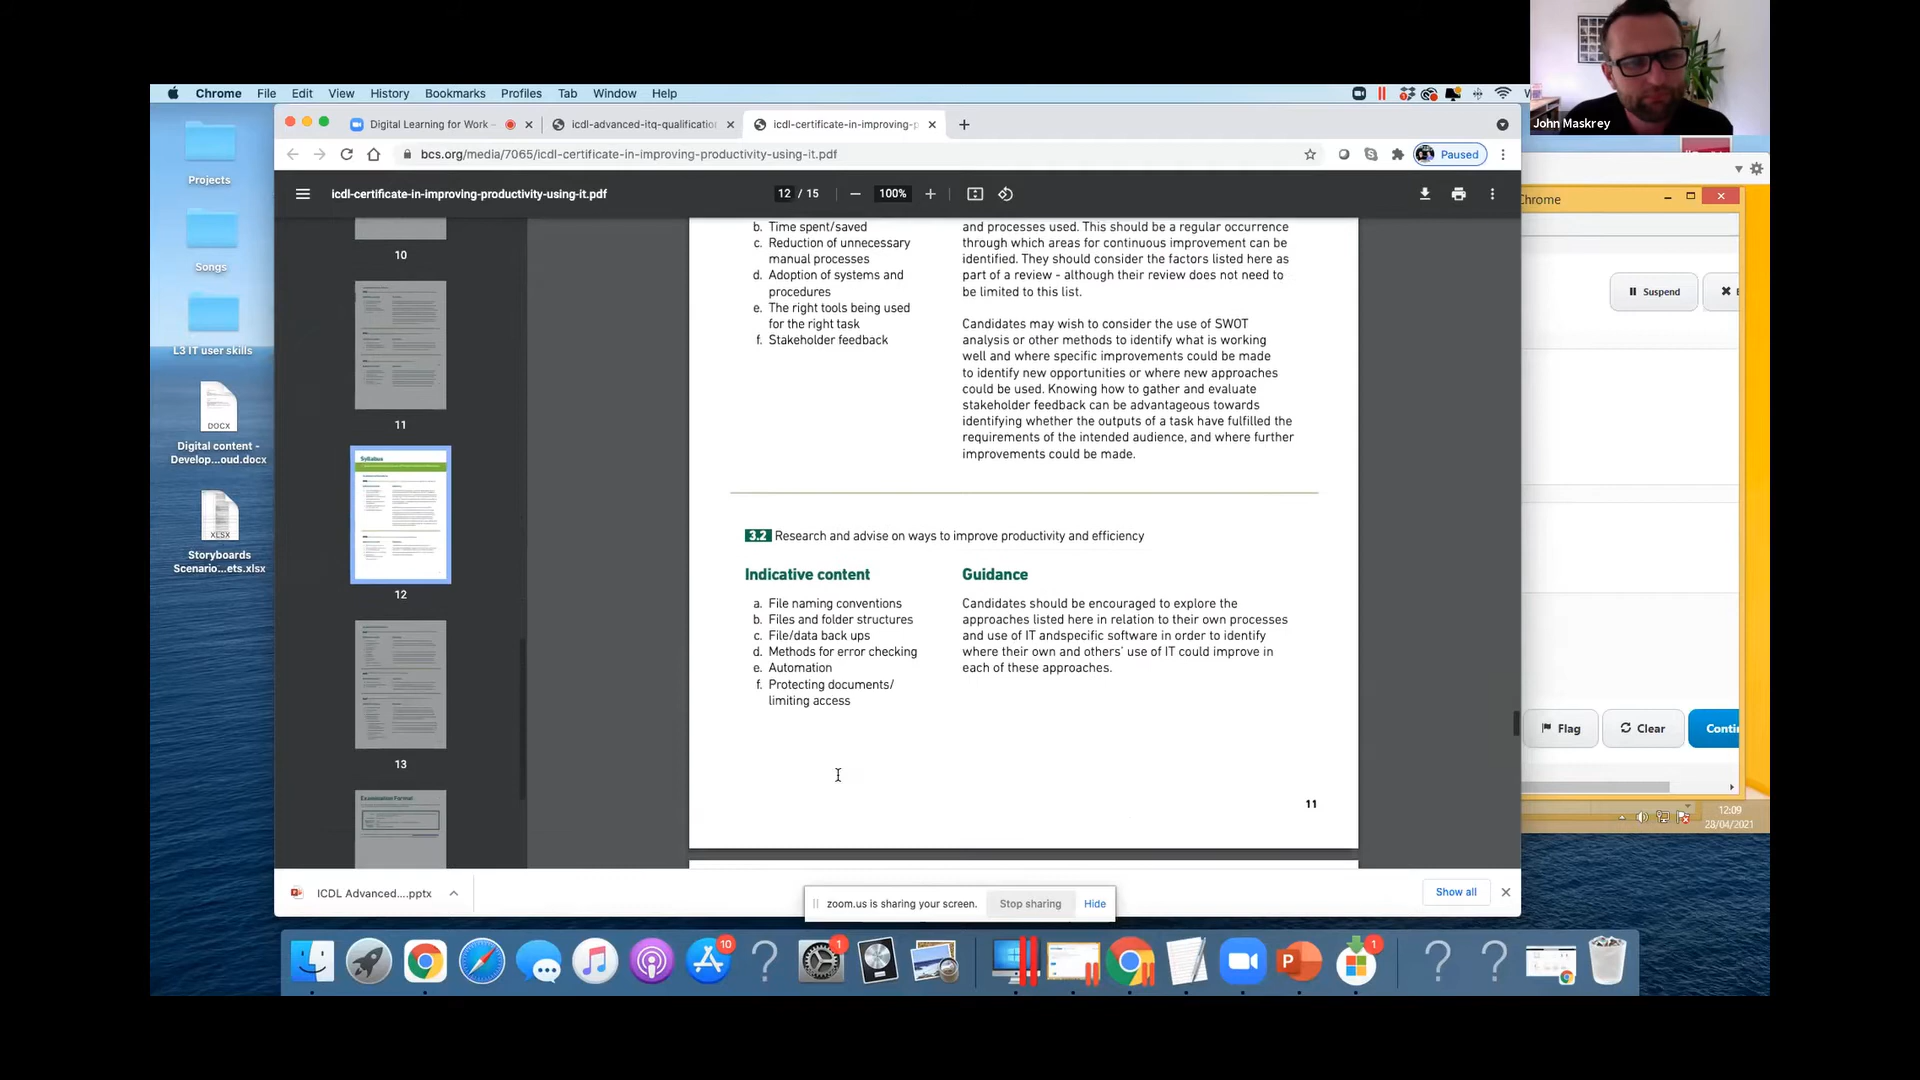 John Maskrey
Chrome File Edit View History Bookmarks Profiles Tab Window Help
Digital Learning for Work -
icdl-advanced-itq-qualificatio
icdl-certificate-in-improving-p
bcs.org/media/7065/icdl-certificate-in-improving-productivity-using-it.pdf
Paused
icdl-certificate-in-improving-productivity-using-it.pdf
12 / 15
100%
Projects
Songs
L3 IT user skills
DOCX
Digital content -
Develop...oud.docx
XLSX
Storyboards
Scenario...ets.xlsx
10
11
Syllabus
12
13
Examination Format
b. Time spent/saved
c. Reduction of unnecessary
manual processes
d. Adoption of systems and
procedures
e. The right tools being used
for the right task
f. Stakeholder feedback
and processes used. This should be a regular occurrence
through which areas for continuous improvement can be
identified. They should consider the factors listed here as
part of a review - although their review does not need to
be limited to this list.
Candidates may wish to consider the use of SWOT
analysis or other methods to identify what is working
well and where specific improvements could be made
to identify new opportunities or where new approaches
could be used. Knowing how to gather and evaluate
stakeholder feedback can be advantageous towards
identifying whether the outputs of a task have fulfilled the
requirements of the intended audience, and where further
improvements could be made.
3.2 Research and advise on ways to improve productivity and efficiency
Indicative content
a. File naming conventions
b. Files and folder structures
c. File/data back ups
d. Methods for error checking
e. Automation
f. Protecting documents/
limiting access
Guidance
Candidates should be encouraged to explore the
approaches listed here in relation to their own processes
and use of IT andspecific software in order to identify
where their own and others' use of IT could improve in
each of these approaches.
11
hrome
Suspend
Flag
Clear
Conti
12:09
28/04/2021
ICDL Advanced....pptx
zoom.us is sharing your screen.
Stop sharing
Hide
Show all
10
1
1